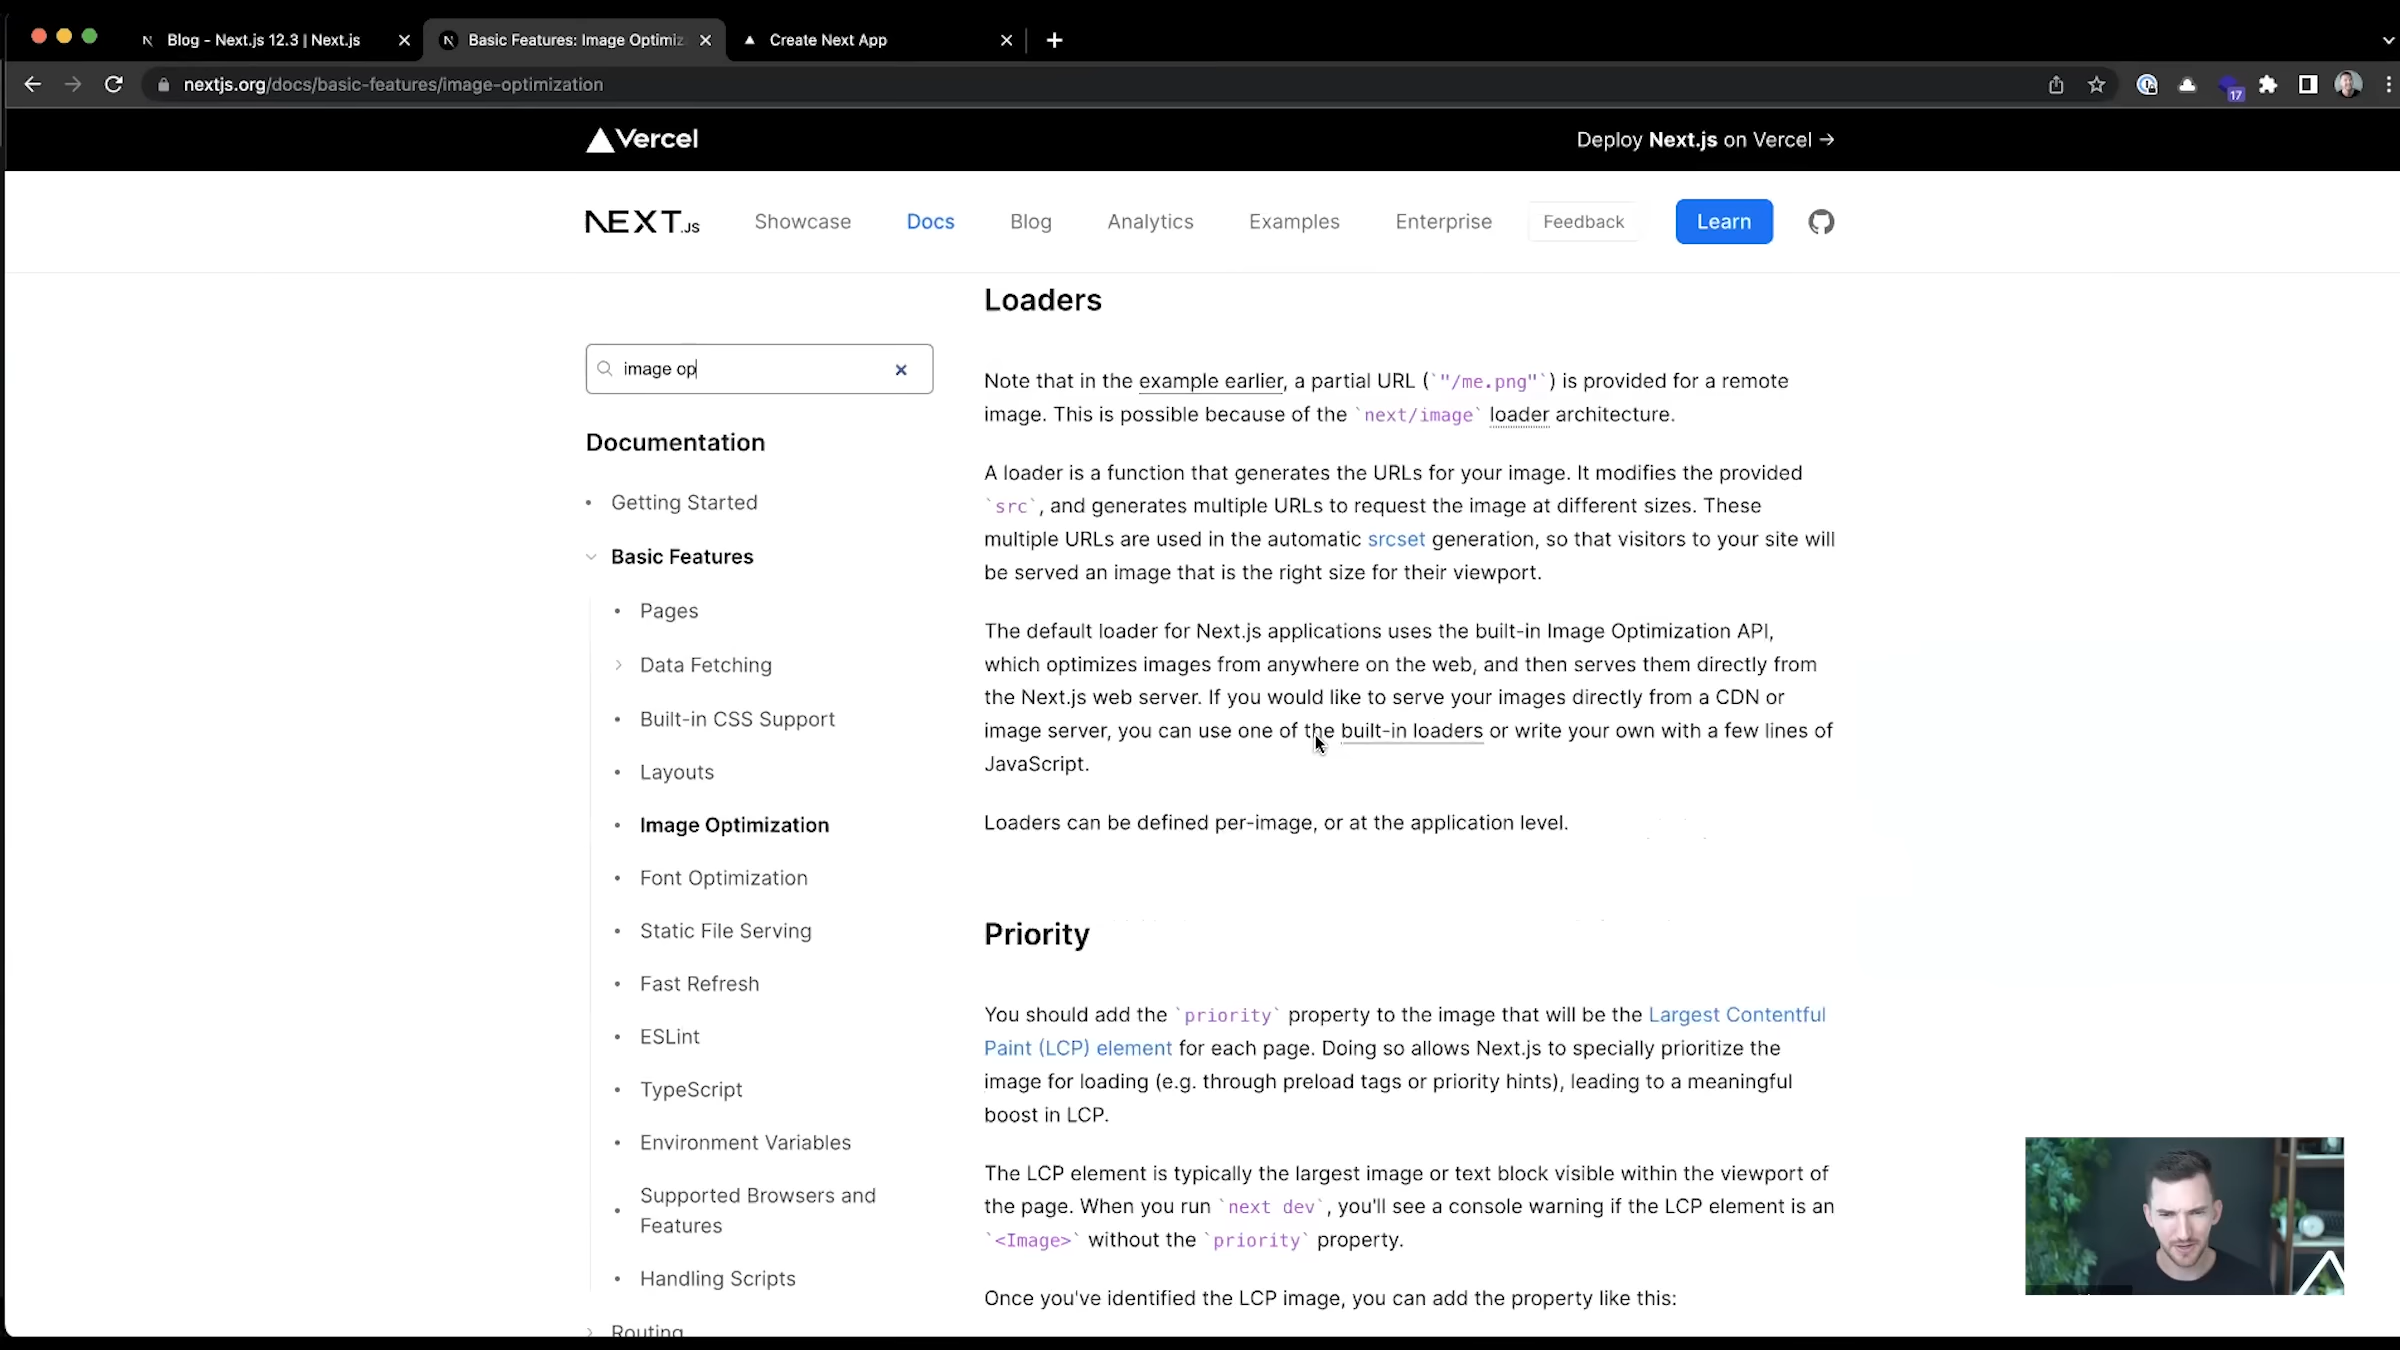 Blog - Next.js 12.3 | Next.js
Basic Features: Image Optimiz
Create Next App
nextjs.org/docs/basic-features/image-optimization
17
Vercel
Deploy Next.js on Vercel →
NEXT.JS
Showcase
Docs
Blog
Analytics
Examples
Enterprise
Feedback
Learn
image op
Documentation
Getting Started
Basic Features
Pages
Data Fetching
Built-in CSS Support
Layouts
Image Optimization
Font Optimization
Static File Serving
Fast Refresh
ESLint
TypeScript
Environment Variables
Supported Browsers and
Features
Handling Scripts
Routing
Loaders
Note that in the example earlier, a partial URL (`"/me.png"`) is provided for a remote
image. This is possible because of the `next/image` loader architecture.
A loader is a function that generates the URLs for your image. It modifies the provided
`src`, and generates multiple URLs to request the image at different sizes. These
multiple URLs are used in the automatic srcset generation, so that visitors to your site will
be served an image that is the right size for their viewport.
The default loader for Next.js applications uses the built-in Image Optimization API,
which optimizes images from anywhere on the web, and then serves them directly from
the Next.js web server. If you would like to serve your images directly from a CDN or
image server, you can use one of the built-in loaders or write your own with a few lines of
JavaScript.
Loaders can be defined per-image, or at the application level.
Priority
You should add the `priority` property to the image that will be the Largest Contentful
Paint (LCP) element for each page. Doing so allows Next.js to specially prioritize the
image for loading (e.g. through preload tags or priority hints), leading to a meaningful
boost in LCP.
The LCP element is typically the largest image or text block visible within the viewport of
the page. When you run `next dev`, you'll see a console warning if the LCP element is an
`<Image>` without the `priority` property.
Once you've identified the LCP image, you can add the property like this: